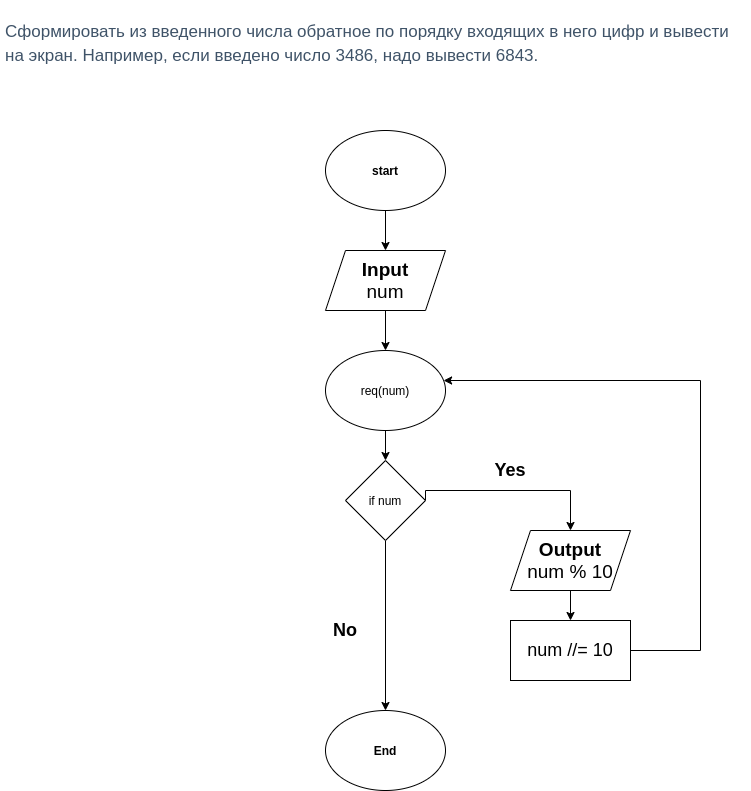 Сформировать из введенного числа обратное по порядку входящих в него цифр и вывести
на экран. Например, если введено число 3486, надо вывести 6843.
start
Input
num
req(num)
if num
Yes
Output
num % 10
No
num //= 10
End